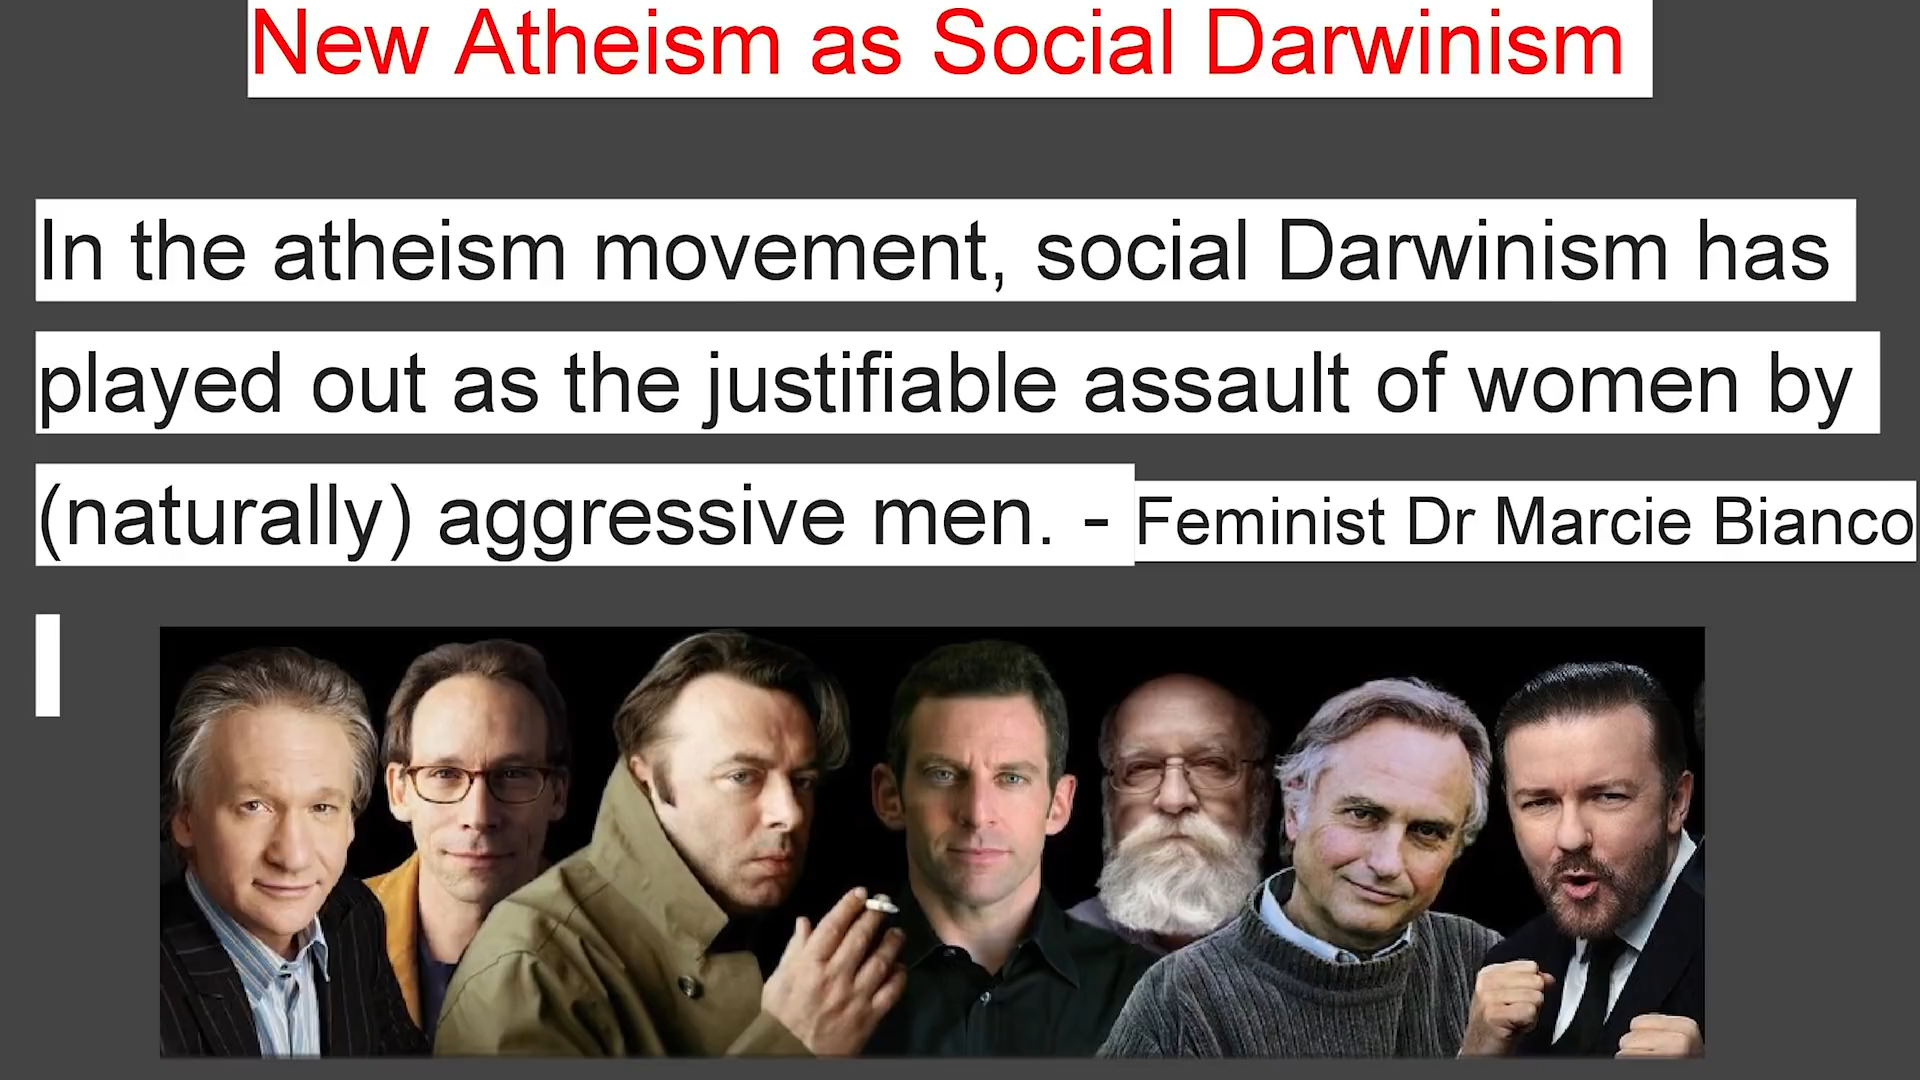 New Atheism as Social Darwinism
In the atheism movement, social Darwinism has
played out as the justifiable assault of women by
(naturally) aggressive men. - Feminist Dr Marcie Bianco